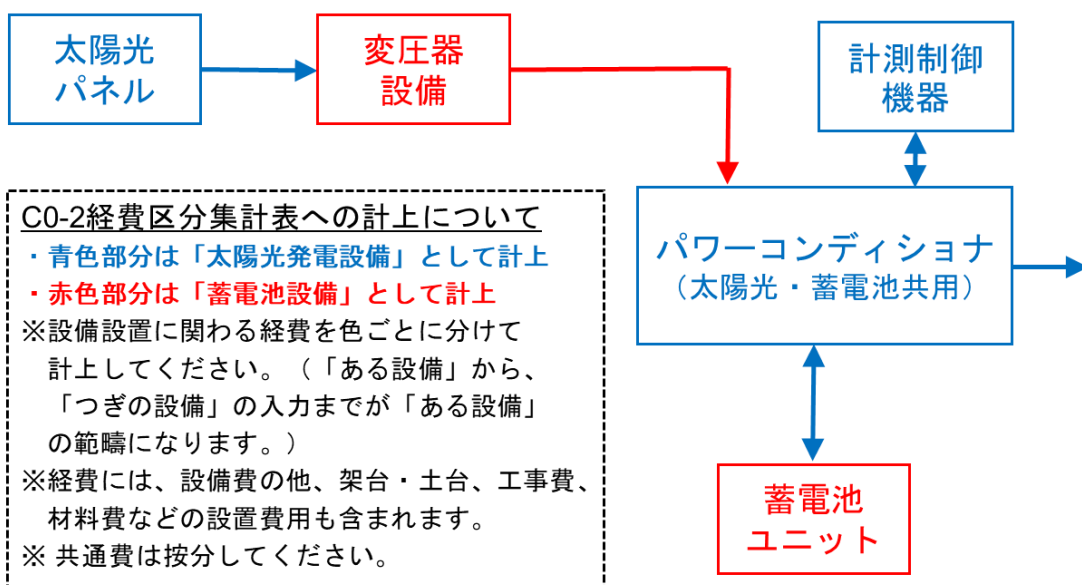 太陽光
パネル
変圧器
設備
計測制御
機器
C0-2経費区分集計表への計上について
・青色部分は「太陽光発電設備」として計上
・赤色部分は「蓄電池設備」として計上
※設備設置に関わる経費を色ごとに分けて
計上してください。（「ある設備」から、
「つぎの設備」の入力までが「ある設備」
の範疇になります。）
※経費には、設備費の他、架台・土台、工事費、
材料費などの設置費用も含まれます。
※ 共通費は按分してください。
パワーコンディショナ
（太陽光・蓄電池共用）
蓄電池
ユニット